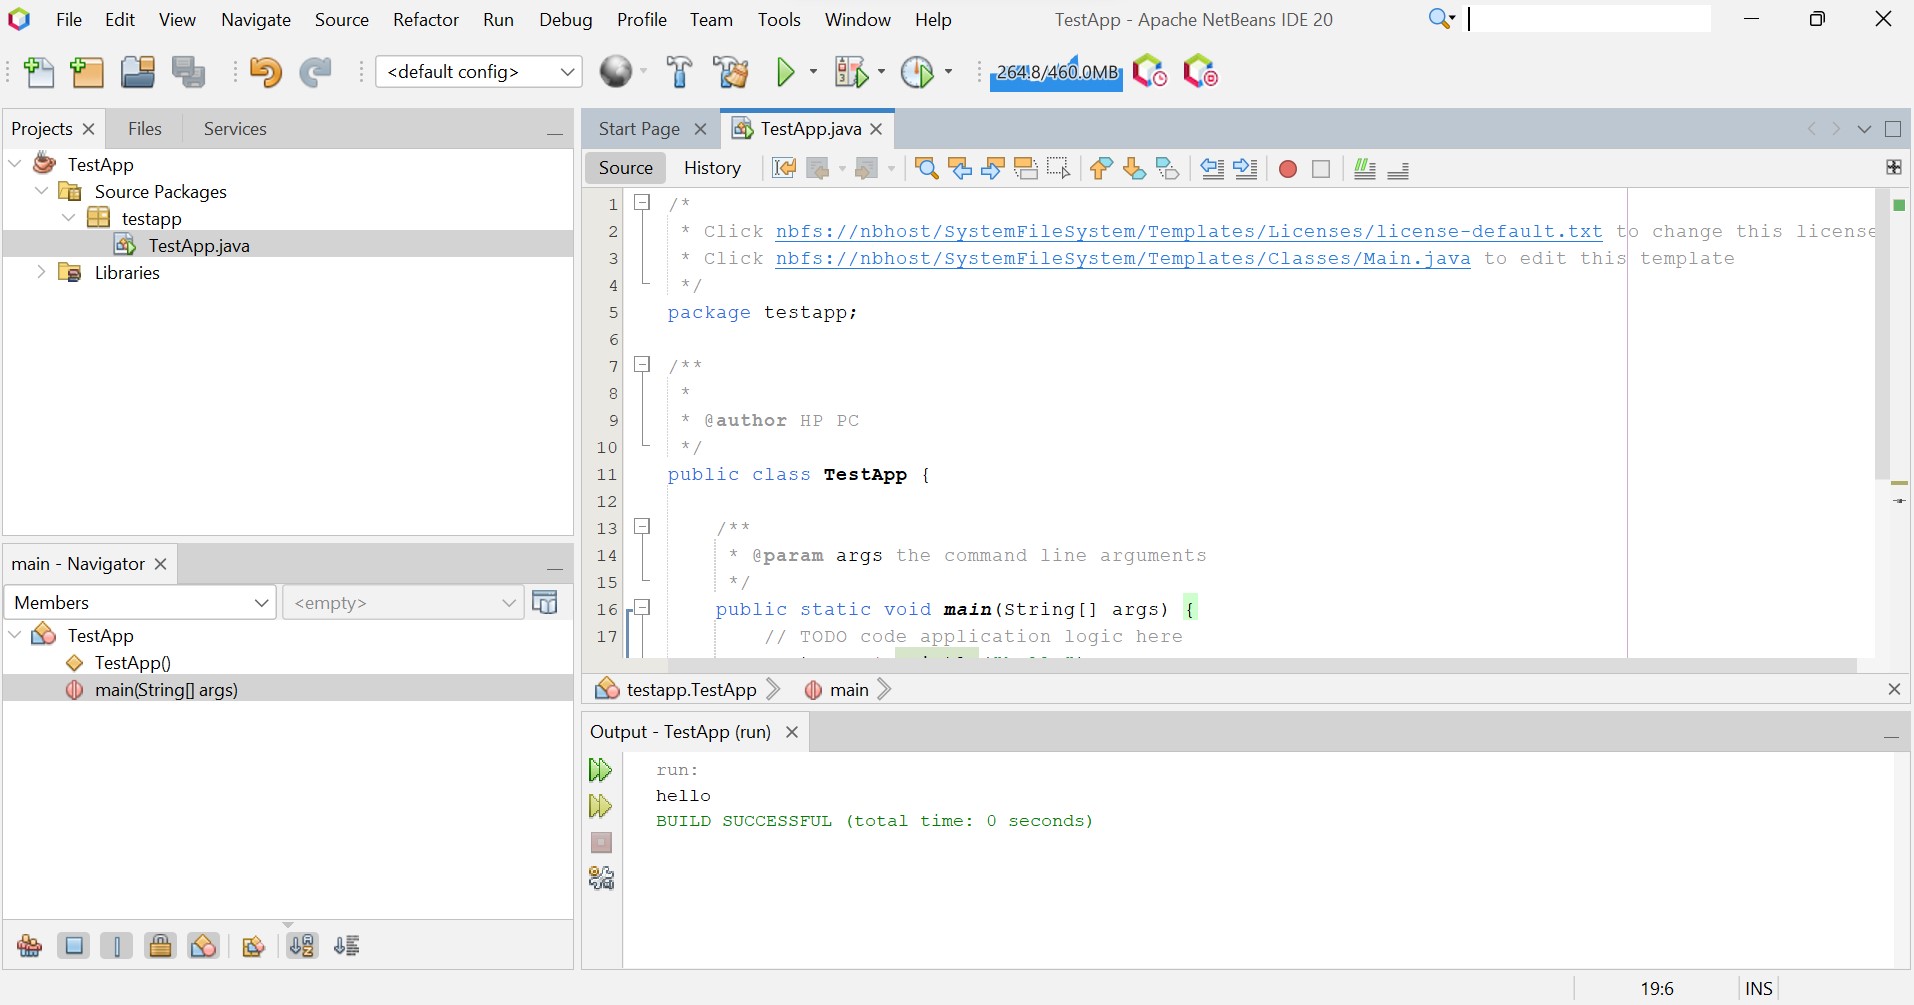 File Edit View Navigate Source Refactor Run Debug Profile Team Tools Window Help TestApp - Apache NetBeans IDE 20
<default config> 264.8/460.0MB
Projects Files Services
TestApp
Source Packages
testapp
TestApp.java
Libraries
main - Navigator
Members <empty>
TestApp
TestApp()
main(String[] args)
Start Page TestApp.java
Source History
1 /*
2 * Click nbfs://nbhost/SystemFileSystem/Templates/Licenses/license-default.txt to change this license
3 * Click nbfs://nbhost/SystemFileSystem/Templates/Classes/Main.java to edit this template
4 */
5 package testapp;
6
7 /**
8 *
9 * @author HP PC
10 */
11 public class TestApp {
12
13 /**
14 * @param args the command line arguments
15 */
16 public static void main(String[] args) {
17 // TODO code application logic here
testapp.TestApp main
Output - TestApp (run)
run:
hello
BUILD SUCCESSFUL (total time: 0 seconds)
19:6 INS